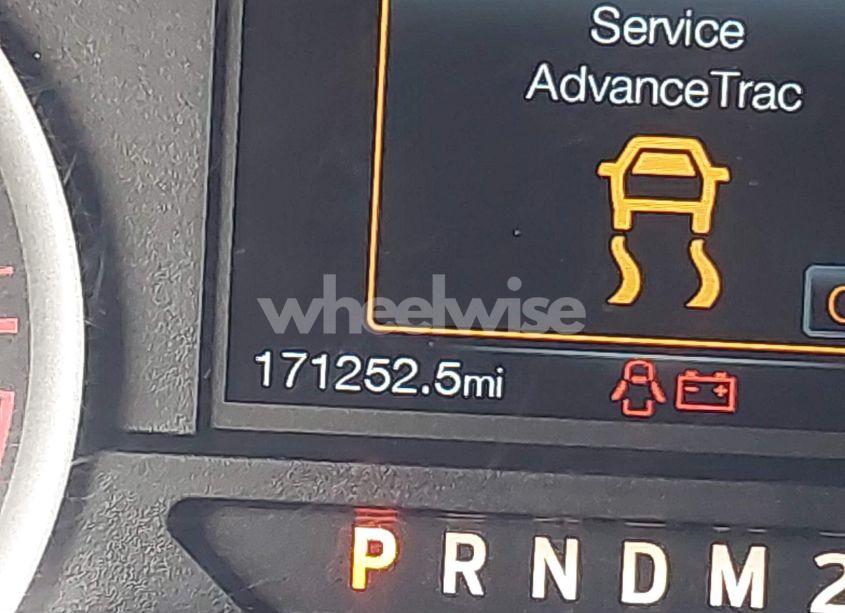 Service
AdvanceTrac
wheelwise
171252.5mi
P R N D M 2